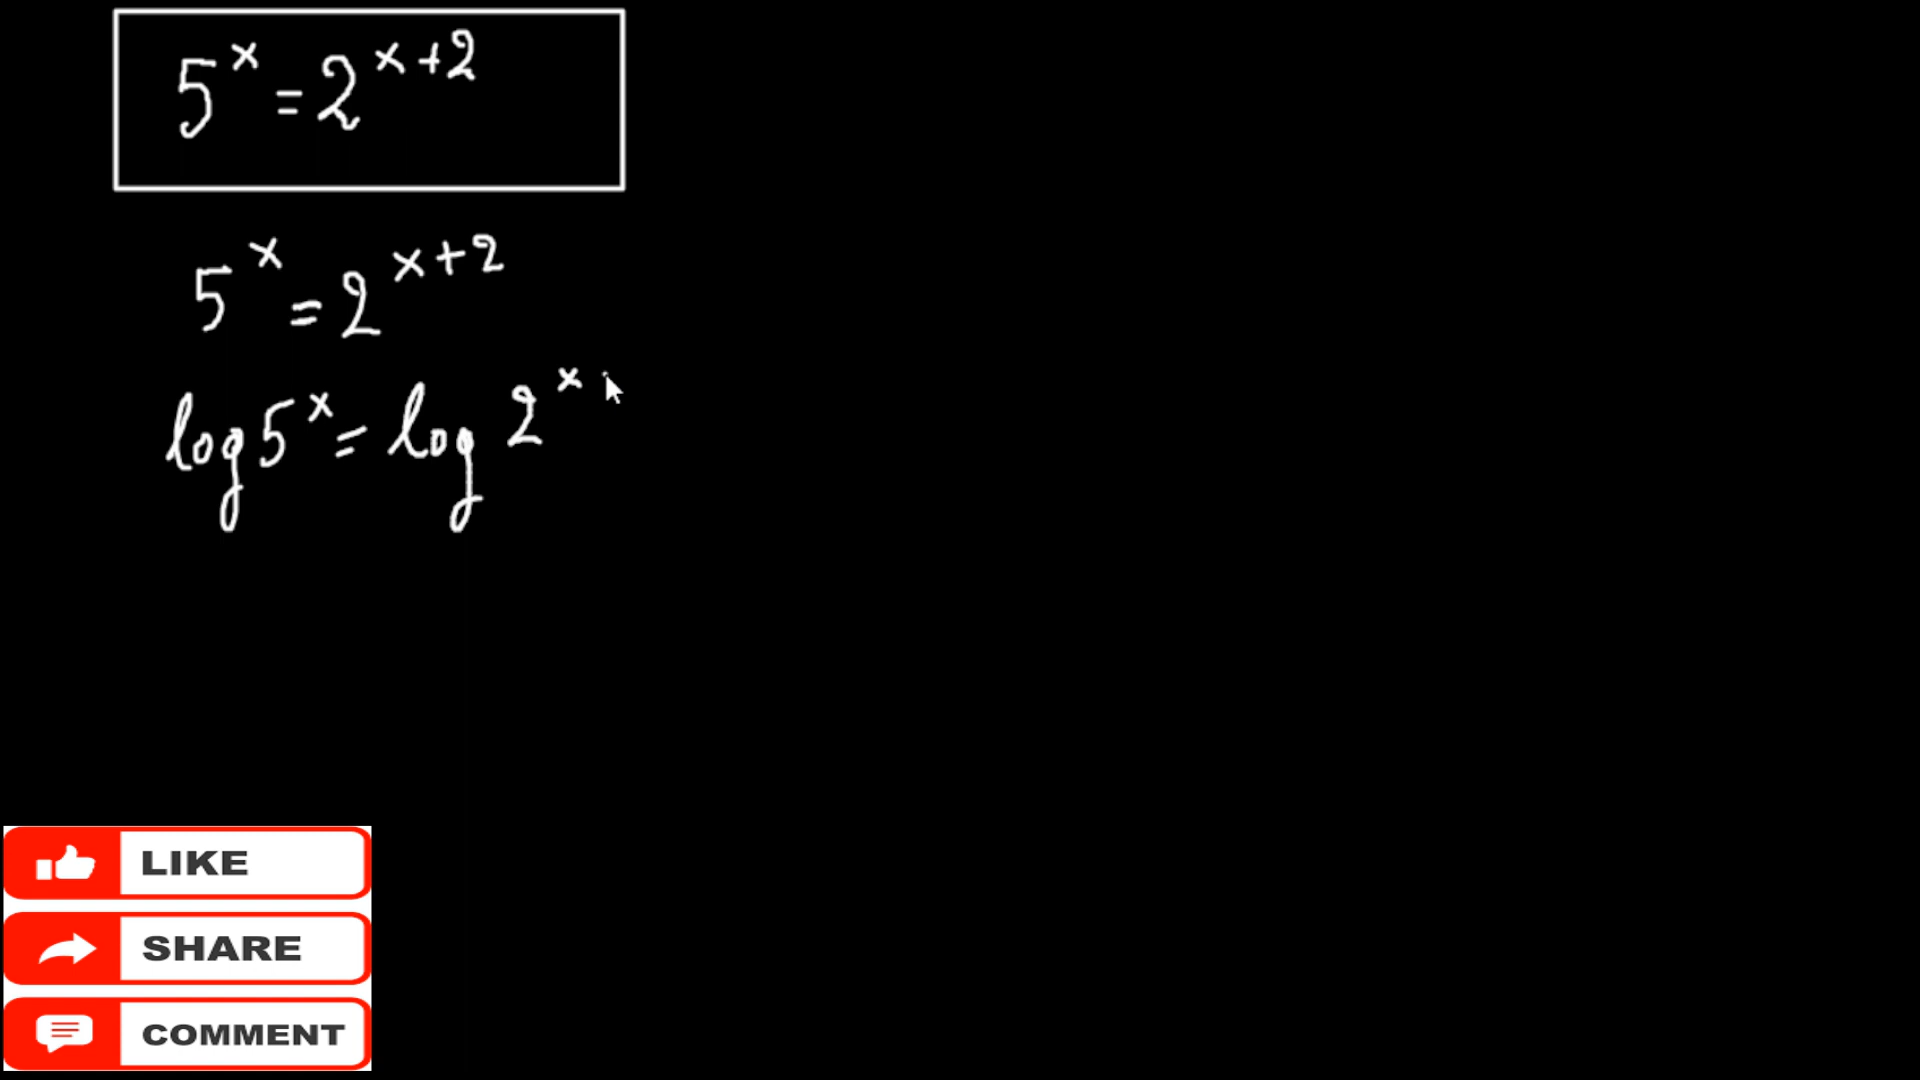 5^x = 2^{x+2}
5^x = 2^{x+2}
log 5^x = log 2^x
LIKE
SHARE
COMMENT